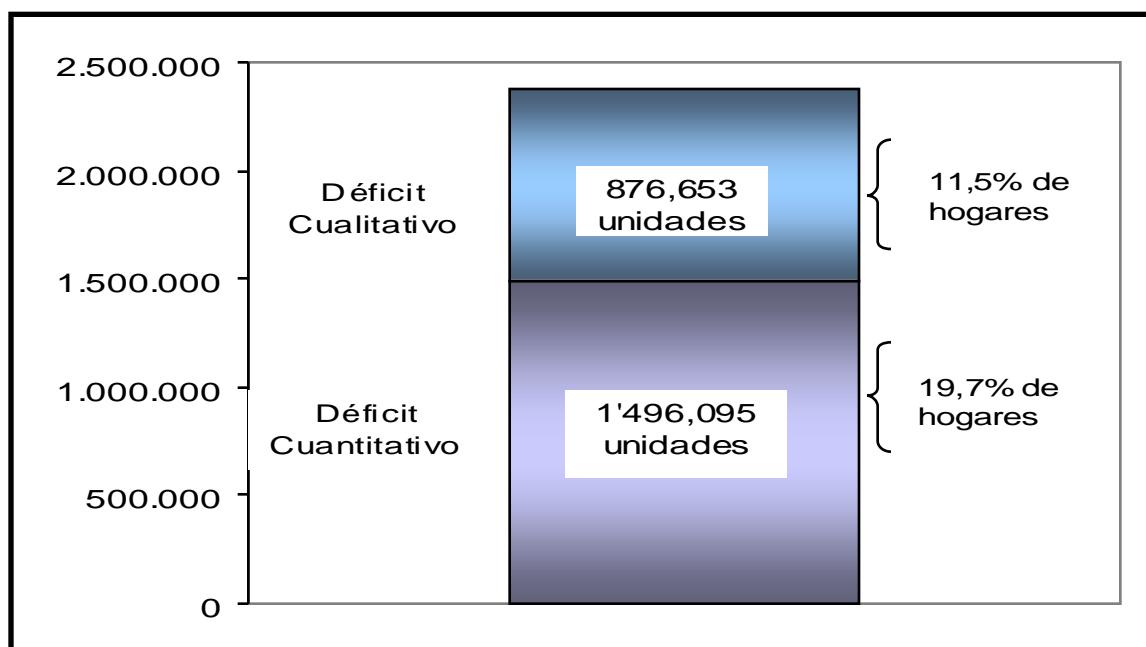 2.500.000
2.000.000
1.500.000
1.000.000
500.000
0
Déficit
Cualitativo
876,653
unidades
11,5% de
hogares
Déficit
Cuantitativo
1'496,095
unidades
19,7% de
hogares